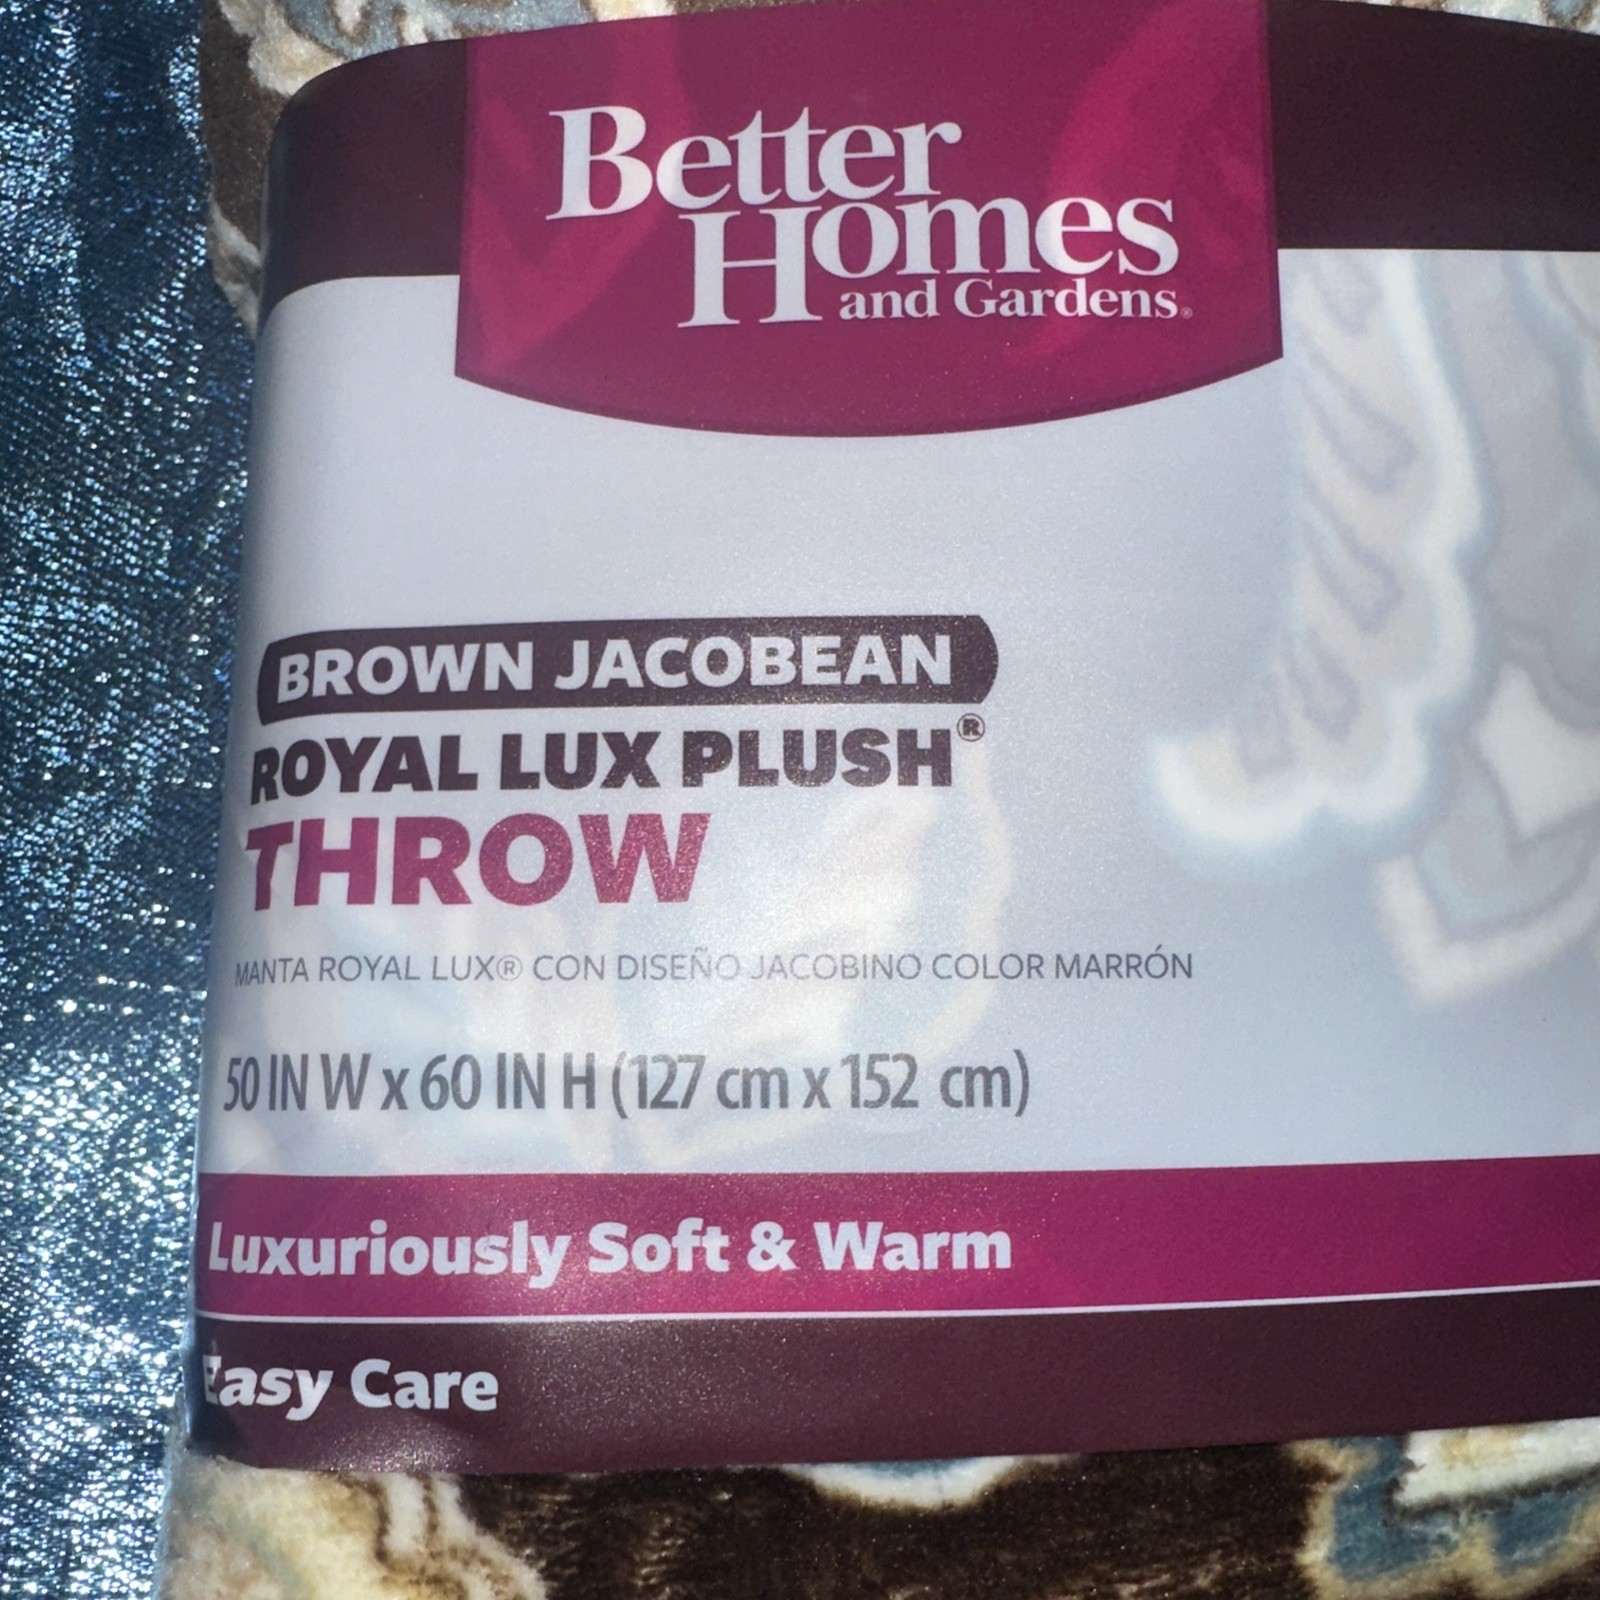 Better
Homes
and Gardens®
BROWN JACOBEAN
ROYAL LUX PLUSH®
THROW
MANTA ROYAL LUX® CON DISEÑO JACOBINO COLOR MARRÓN
50 IN W x 60 IN H (127 cm x 152 cm)
Luxuriously Soft & Warm
Easy Care